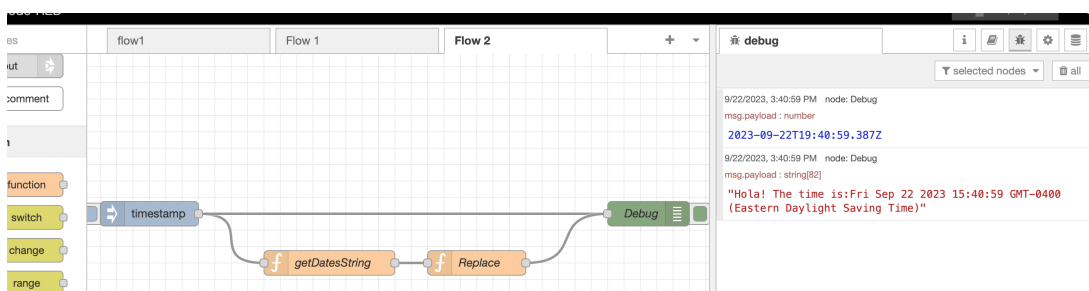 flow1
Flow 1
Flow 2
debug
selected nodes
all
comment
function
switch
change
range
timestamp
getDatesString
Replace
Debug
9/22/2023, 3:40:59 PM node: Debug
msg.payload : number
2023-09-22T19:40:59.387Z
9/22/2023, 3:40:59 PM node: Debug
msg.payload : string[82]
"Hola! The time is:Fri Sep 22 2023 15:40:59 GMT-0400
(Eastern Daylight Saving Time)"